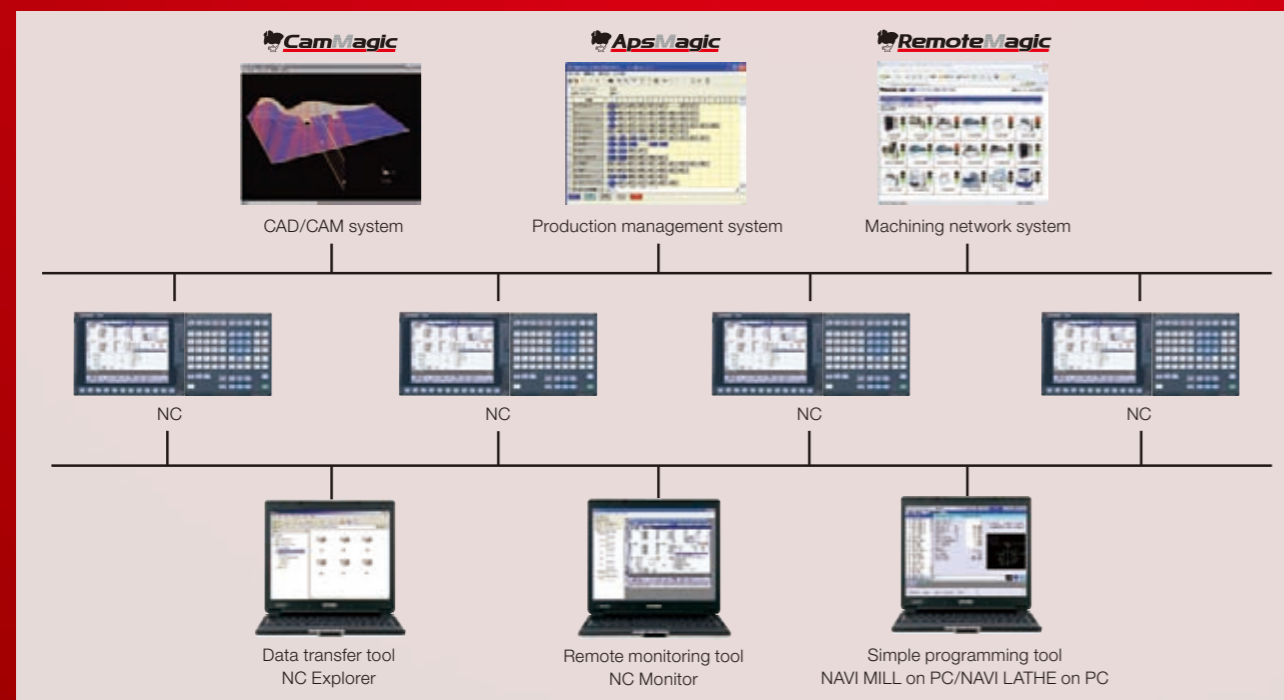 CamMagic
ApsMagic
RemoteMagic
CAD/CAM system
Production management system
Machining network system
NC
NC
NC
NC
Data transfer tool
NC Explorer
Remote monitoring tool
NC Monitor
Simple programming tool
NAVI MILL on PC/NAVI LATHE on PC